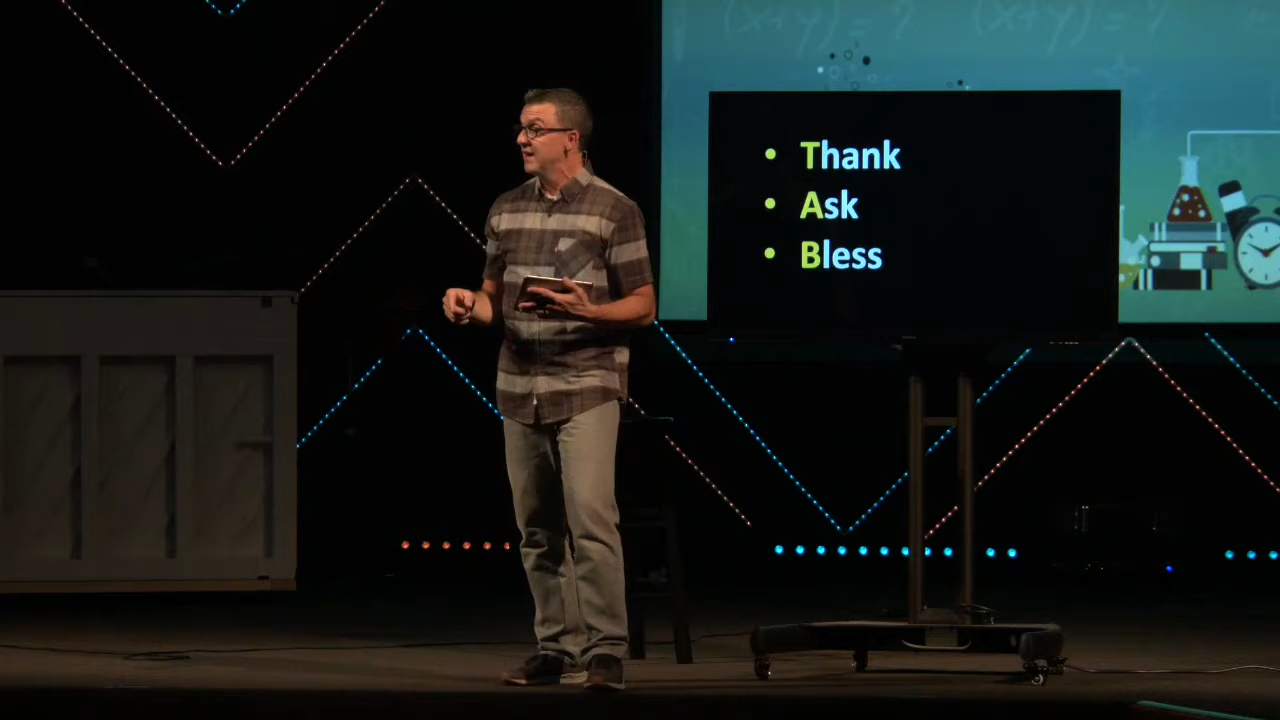 (x+y)=? (x+y)=?
• Thank
• Ask
• Bless